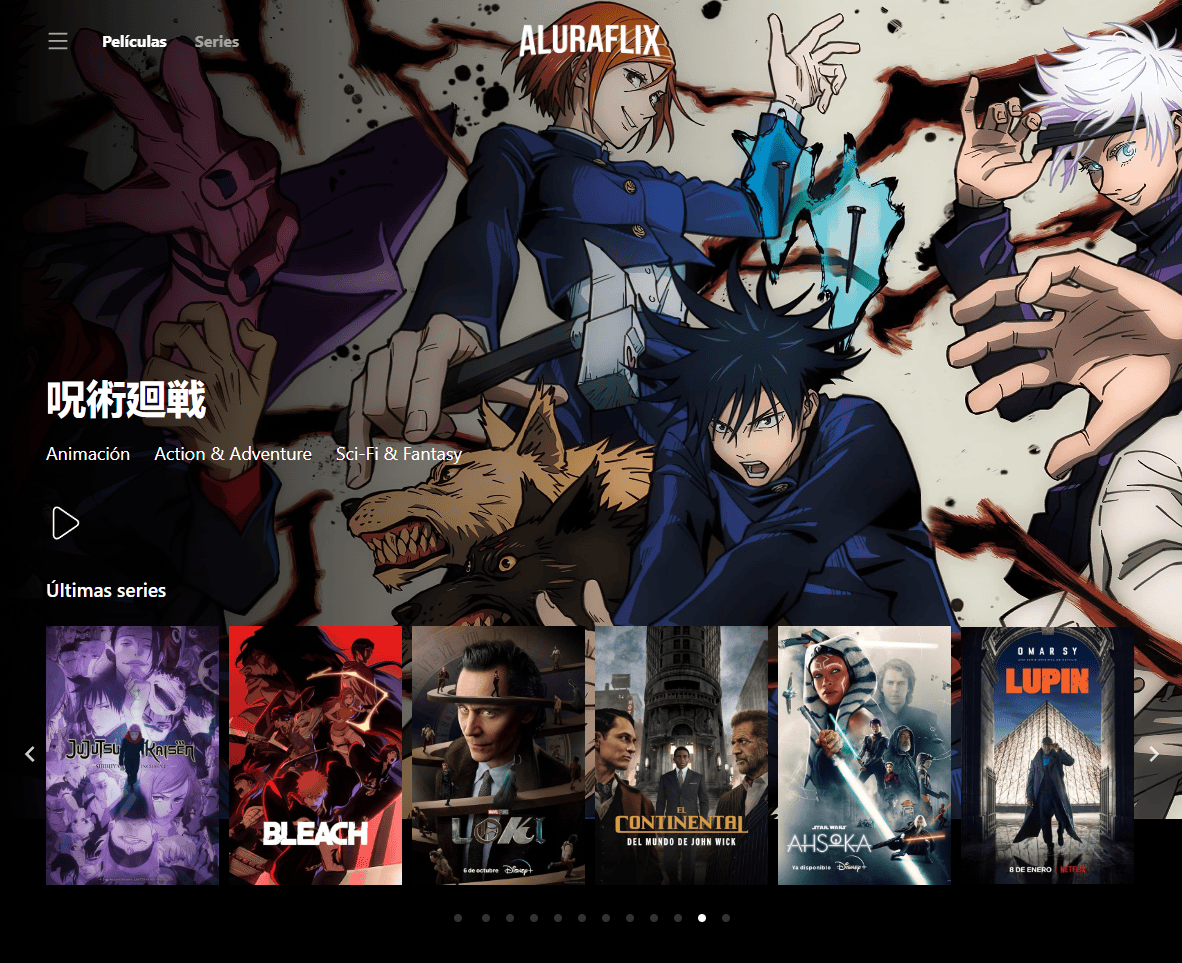 Películas
Series
ALURAFLIX
呪術廻戦
Animación
Action & Adventure
Sci-Fi & Fantasy
Últimas series
JUJUTSU KAISEN
BLEACH
LOKI
6 de octubre Disney+
EL
CONTINENTAL
DEL MUNDO DE JOHN WICK
STAR WARS
AHSOKA
Ya disponible Disney+
OMAR SY
LUPIN
8 DE ENERO | NETFLIX